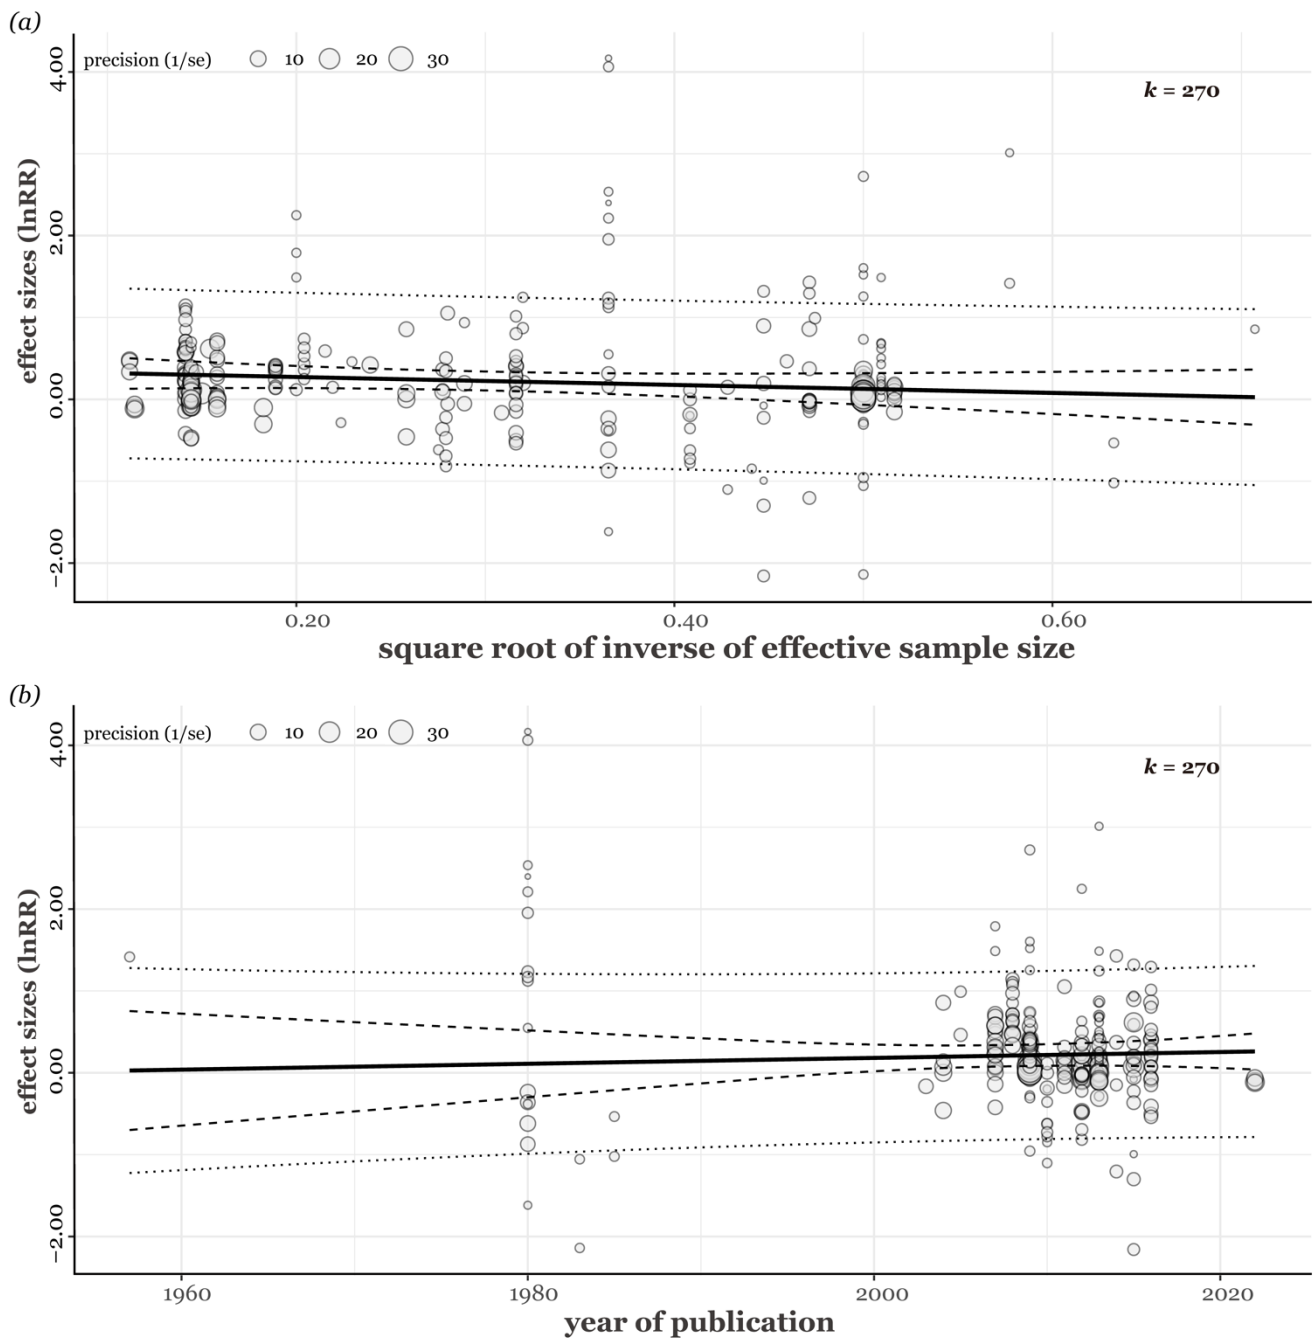 (a)
precision (1/se) 10 20 30
k = 270
4.00
2.00
0.00
−2.00
effect sizes (lnRR)
0.20 0.40 0.60
square root of inverse of effective sample size
(b)
precision (1/se) 10 20 30
k = 270
4.00
2.00
0.00
−2.00
effect sizes (lnRR)
1960 1980 2000 2020
year of publication